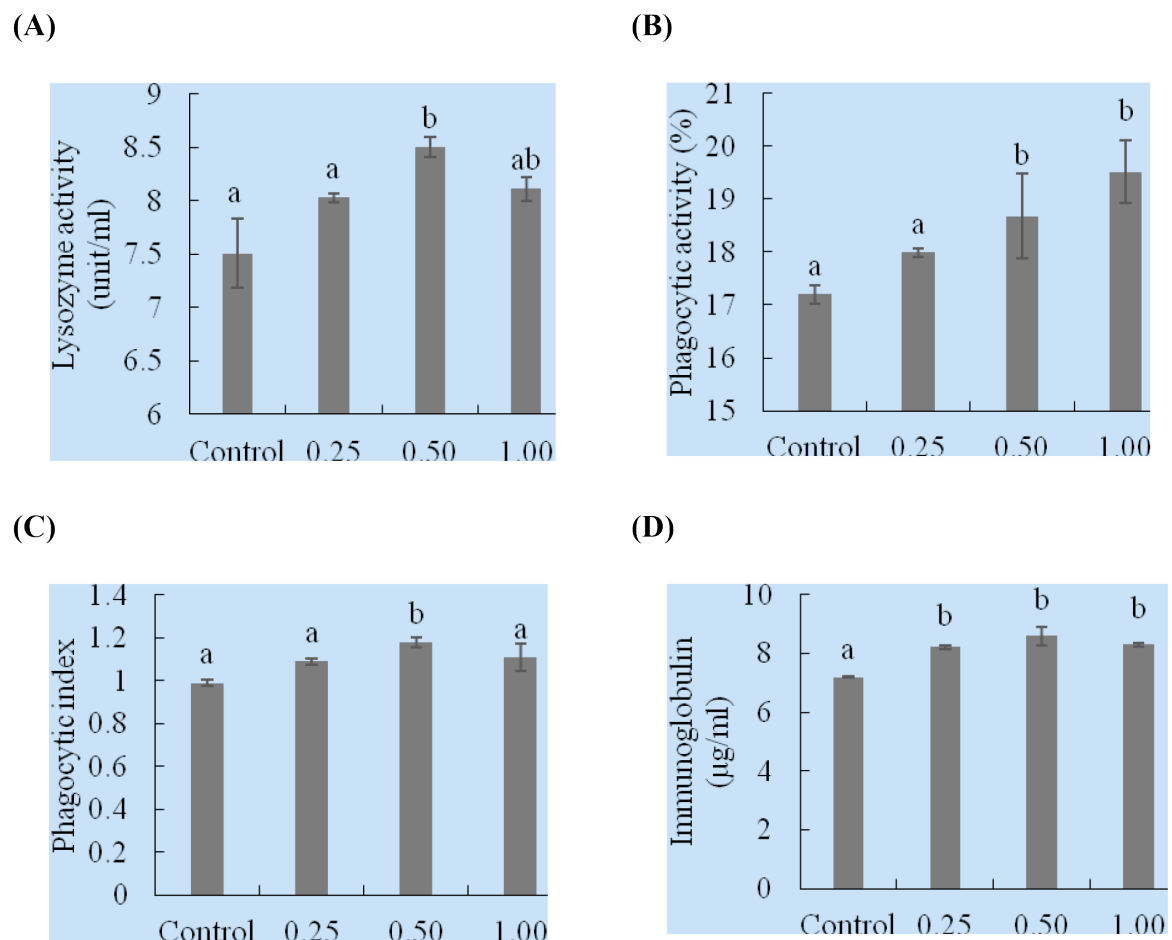 (A)
Lysozyme activity
(unit/ml)
9
8.5
8
7.5
7
6.5
6
a
a
b
ab
Control 0.25 0.50 1.00
(B)
Phagocytic activity (%)
21
20
19
18
17
16
15
a
a
b
b
Control 0.25 0.50 1.00
(C)
Phagocytic index
1.4
1.2
1
0.8
0.6
0.4
0.2
0
a
a
b
a
Control 0.25 0.50 1.00
(D)
Immunoglobulin
(µg/ml)
10
8
6
4
2
0
a
b
b
b
Control 0.25 0.50 1.00